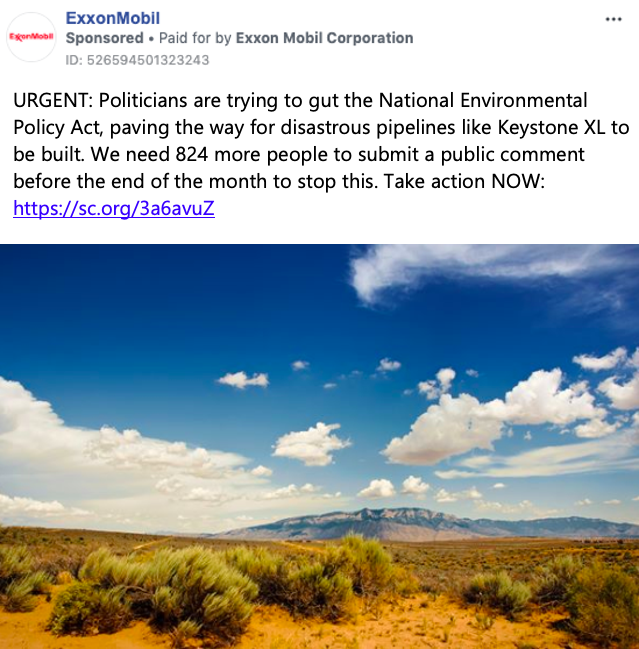 ExxonMobil
ExxonMobil
Sponsored • Paid for by Exxon Mobil Corporation
ID: 526594501323243
URGENT: Politicians are trying to gut the National Environmental
Policy Act, paving the way for disastrous pipelines like Keystone XL to
be built. We need 824 more people to submit a public comment
before the end of the month to stop this. Take action NOW:
https://sc.org/3a6avuZ